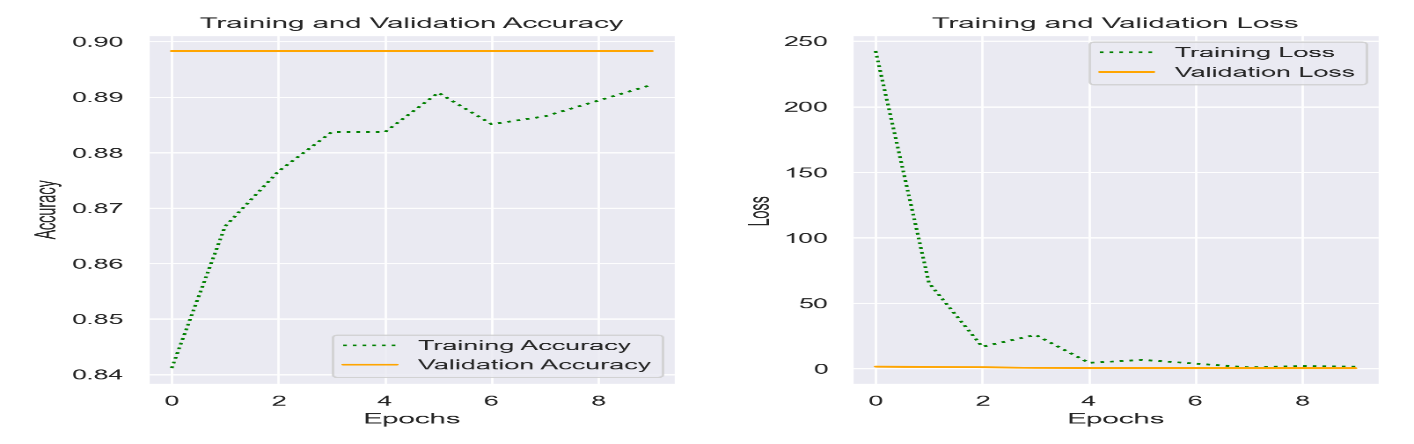 Training and Validation Accuracy
0.90
0.89
0.88
0.87
0.86
0.85
0.84
Accuracy
Training Accuracy
Validation Accuracy
0 2 4 6 8
Epochs
Training and Validation Loss
250
200
150
100
50
0
Loss
Training Loss
Validation Loss
0 2 4 6 8
Epochs